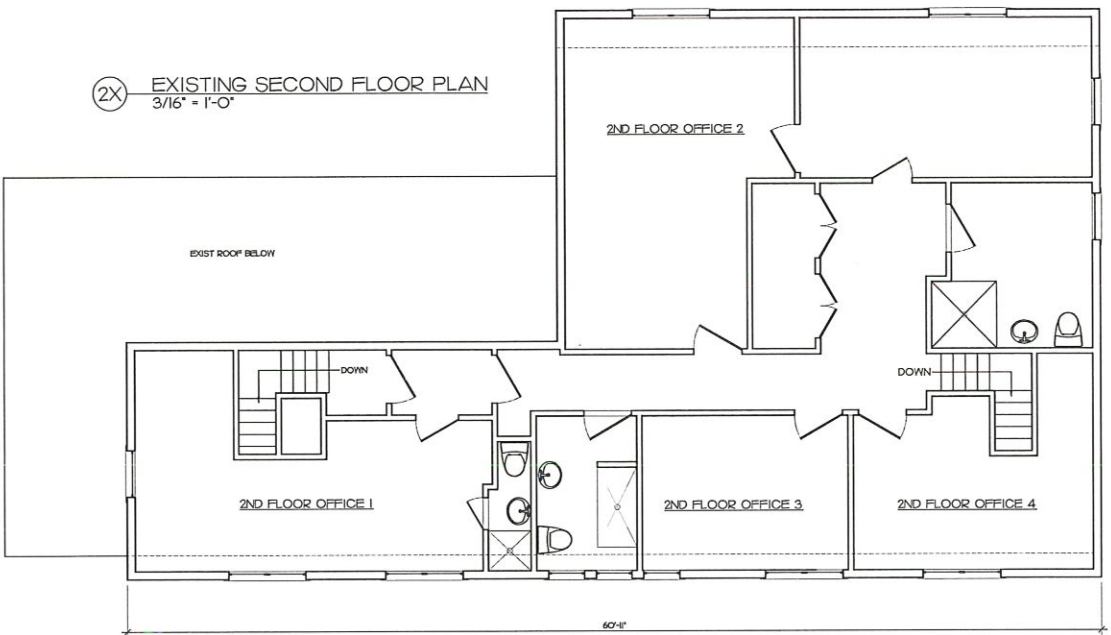 2X
EXISTING SECOND FLOOR PLAN
3/16" = 1'-0"
2ND FLOOR OFFICE 2
EXIST ROOF BELOW
DOWN
DOWN
2ND FLOOR OFFICE 1
2ND FLOOR OFFICE 3
2ND FLOOR OFFICE 4
60'-11"